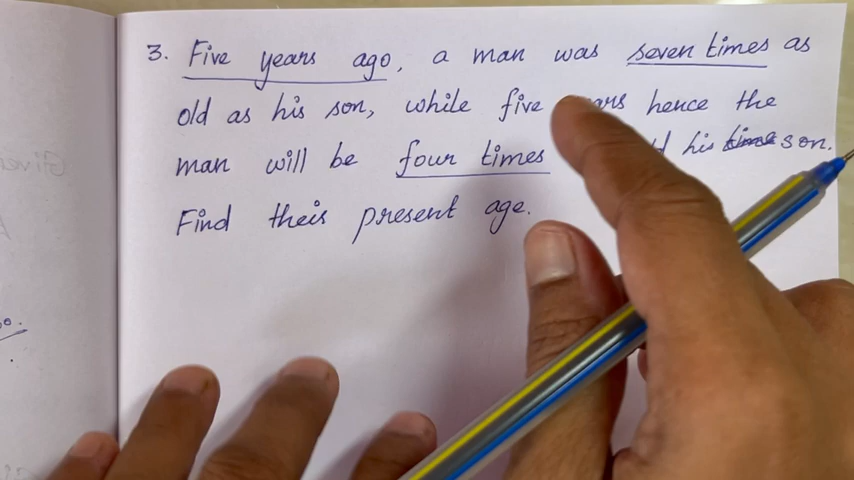 3. Five years ago, a man was seven times as
old as his son, while five hence the
man will be four times his son.
Find their present age.